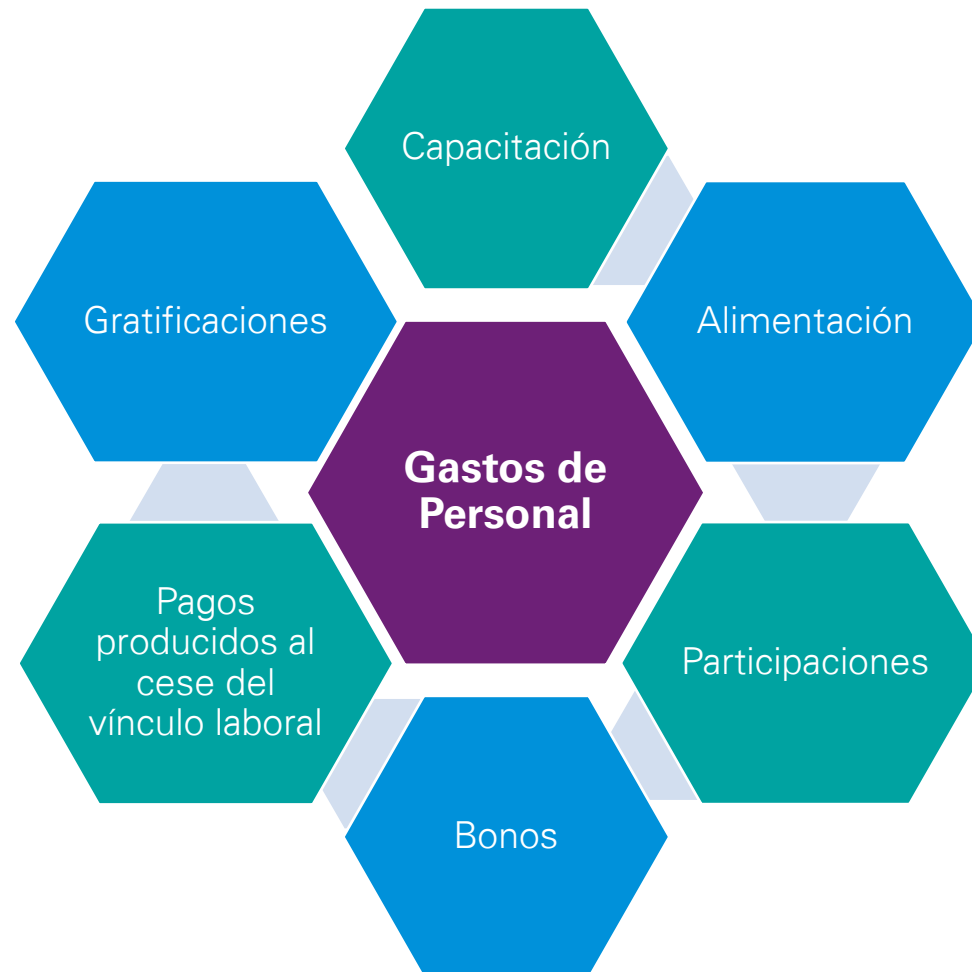 Capacitación
Gratificaciones
Alimentación
Gastos de
Personal
Pagos
producidos al
cese del
vínculo laboral
Participaciones
Bonos